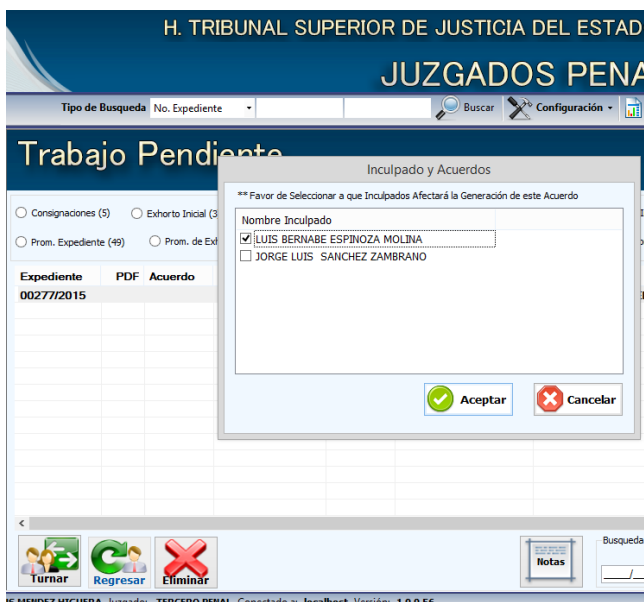 H. TRIBUNAL SUPERIOR DE JUSTICIA DEL ESTAD
JUZGADOS PENA
Tipo de Busqueda No. Expediente Buscar Configuración
Trabajo Pendiente
Inculpado y Acuerdos
** Favor de Seleccionar a que Inculpados Afectará la Generación de este Acuerdo
Consignaciones (5) Exhorto Inicial (3
Nombre Inculpado
Prom. Expediente (49) Prom. de Exh
LUIS BERNABE ESPINOZA MOLINA
JORGE LUIS SANCHEZ ZAMBRANO
Expediente PDF Acuerdo
00277/2015
Aceptar Cancelar
Turnar Regresar Eliminar
Notas
Busqueda
MENDEZ HIGUERA Juzgado: TERCERO PENAL Conectado a: localhost Versión: 1.0.0.56